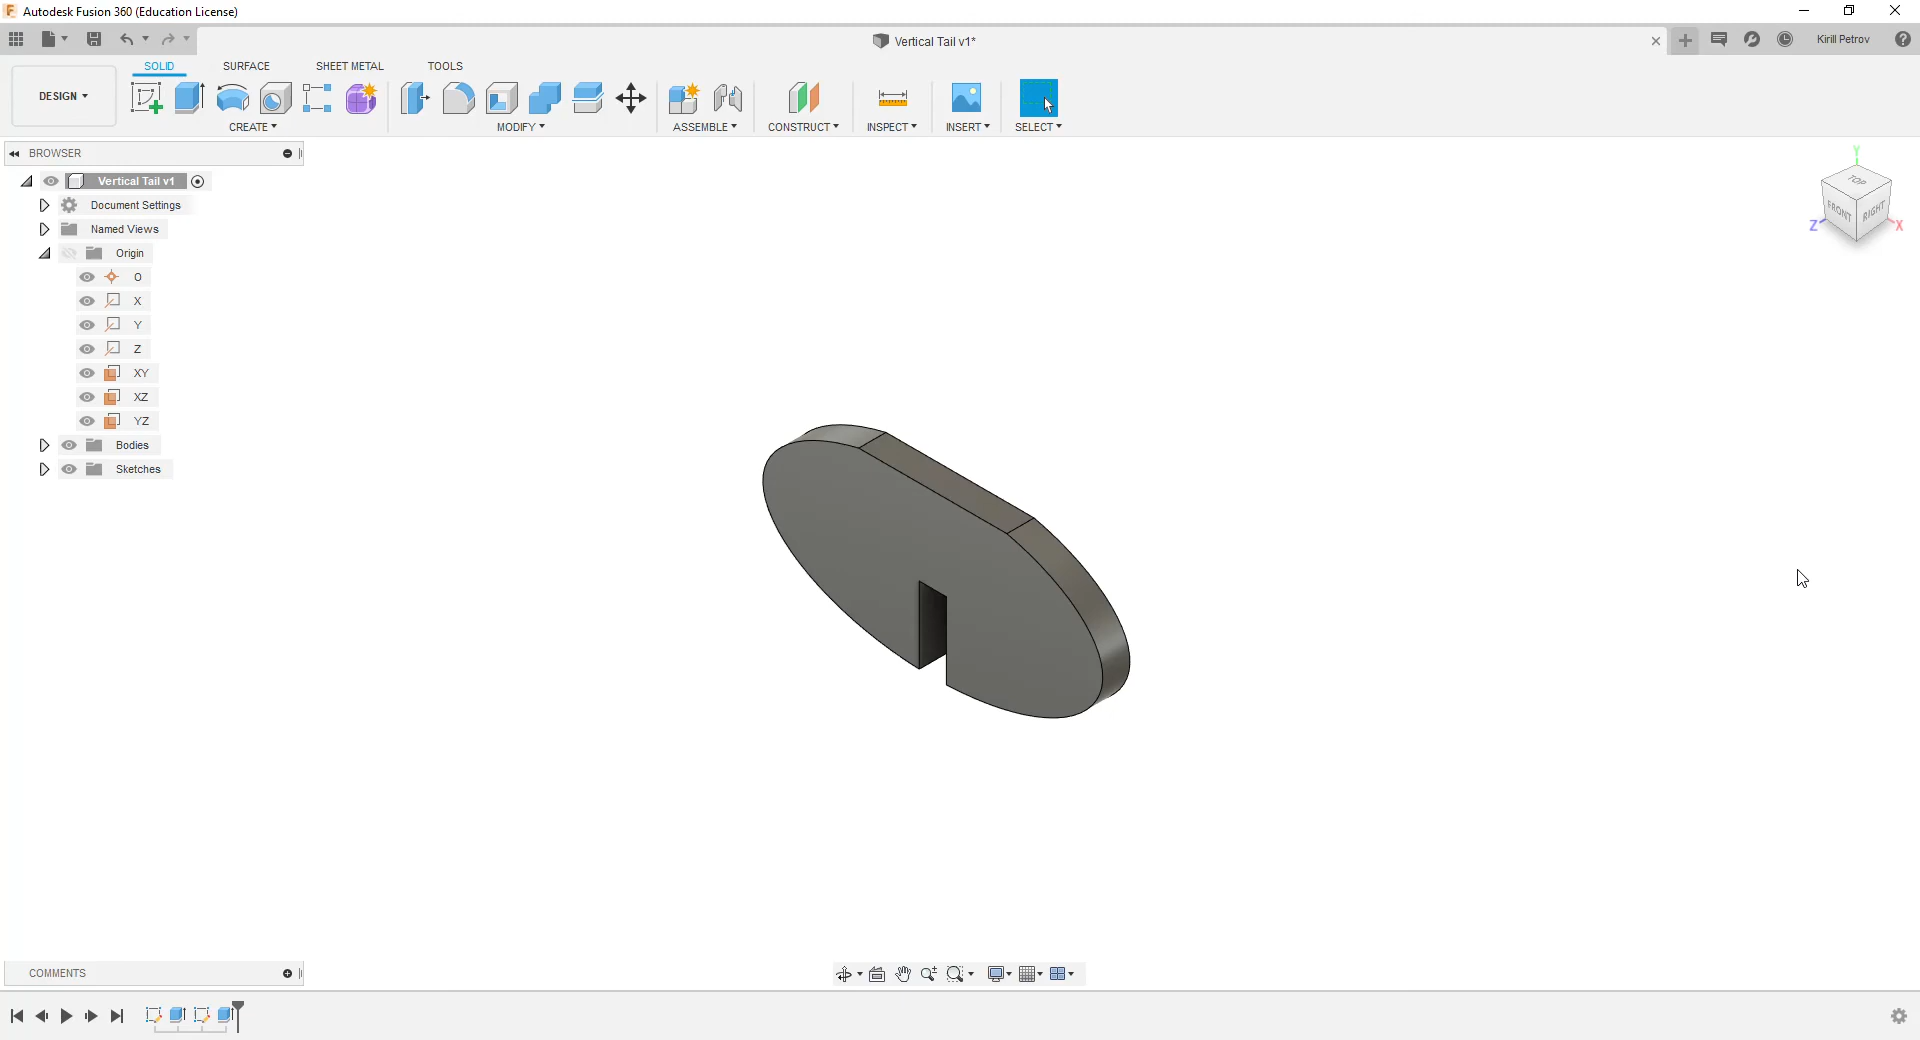 Autodesk Fusion 360 (Education License)
Vertical Tail v1*
Kirill Petrov
SOLID SURFACE SHEET METAL TOOLS
DESIGN
CREATE MODIFY ASSEMBLE CONSTRUCT INSPECT INSERT SELECT
BROWSER
Vertical Tail v1
Document Settings
Named Views
Origin
O
X
Y
Z
XY
XZ
YZ
Bodies
Sketches
Y
TOP
FRONT RIGHT
Z X
COMMENTS